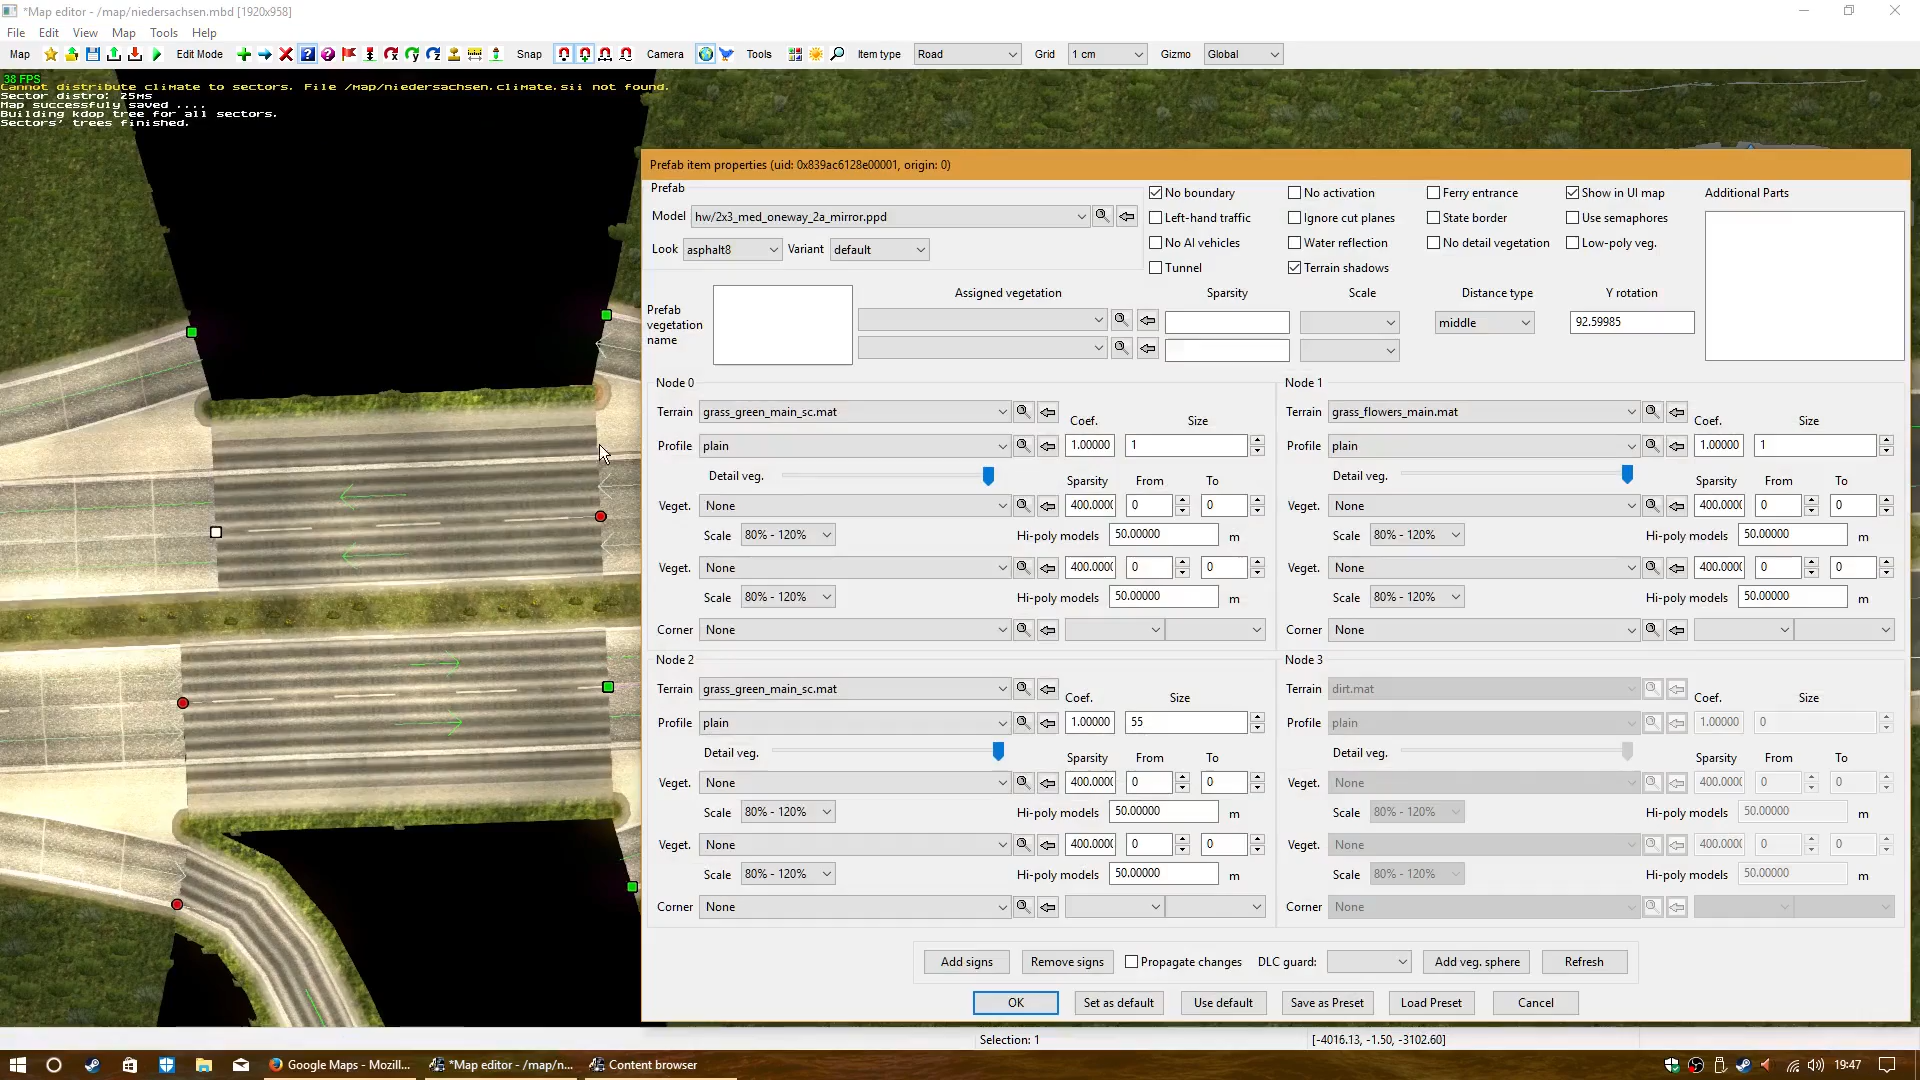 *Map editor - /map/niedersachsen.mbd [1920x958]
File Edit View Map Tools Help
Map Edit Mode Snap Camera Tools Item type Road Grid 1 cm Gizmo Global
38 FPS
Cannot distribute climate to sectors. File /map/niedersachsen.climate.sii not found.
Sector distro: 25ms
Map successfuly saved ....
Building kdop tree for all sectors.
Sectors' trees finished.
Prefab item properties (uid: 0x839ac6128e00001, origin: 0)
Prefab
Model hw/2x3_med_oneway_2a_mirror.ppd
Look asphalt8 Variant default
No boundary No activation Ferry entrance Show in UI map Additional Parts
Left-hand traffic Ignore cut planes State border Use semaphores
No AI vehicles Water reflection No detail vegetation Low-poly veg.
Tunnel Terrain shadows
Prefab vegetation name
Assigned vegetation Sparsity Scale Distance type Y rotation
middle 92.59985
Node 0
Terrain grass_green_main_sc.mat Coef. Size
Profile plain 1.00000 1
Detail veg. Sparsity From To
Veget. None 400.000 0 0
Scale 80% - 120% Hi-poly models 50.00000 m
Veget. None 400.000 0 0
Scale 80% - 120% Hi-poly models 50.00000 m
Corner None
Node 1
Terrain grass_flowers_main.mat Coef. Size
Profile plain 1.00000 1
Detail veg. Sparsity From To
Veget. None 400.000 0 0
Scale 80% - 120% Hi-poly models 50.00000 m
Veget. None 400.000 0 0
Scale 80% - 120% Hi-poly models 50.00000 m
Corner None
Node 2
Terrain grass_green_main_sc.mat Coef. Size
Profile plain 1.00000 55
Detail veg. Sparsity From To
Veget. None 400.000 0 0
Scale 80% - 120% Hi-poly models 50.00000 m
Veget. None 400.000 0 0
Scale 80% - 120% Hi-poly models 50.00000 m
Corner None
Node 3
Terrain dirt.mat Coef. Size
Profile plain 1.00000 0
Detail veg. Sparsity From To
Veget. None 400.000 0 0
Scale 80% - 120% Hi-poly models 50.00000 m
Veget. None 400.000 0 0
Scale 80% - 120% Hi-poly models 50.00000 m
Corner None
Add signs Remove signs Propagate changes DLC guard: Add veg. sphere Refresh
OK Set as default Use default Save as Preset Load Preset Cancel
Selection: 1 [-4016.13, -1.50, -3102.60]
Google Maps - Mozill... *Map editor - /map/n... Content browser 19:47